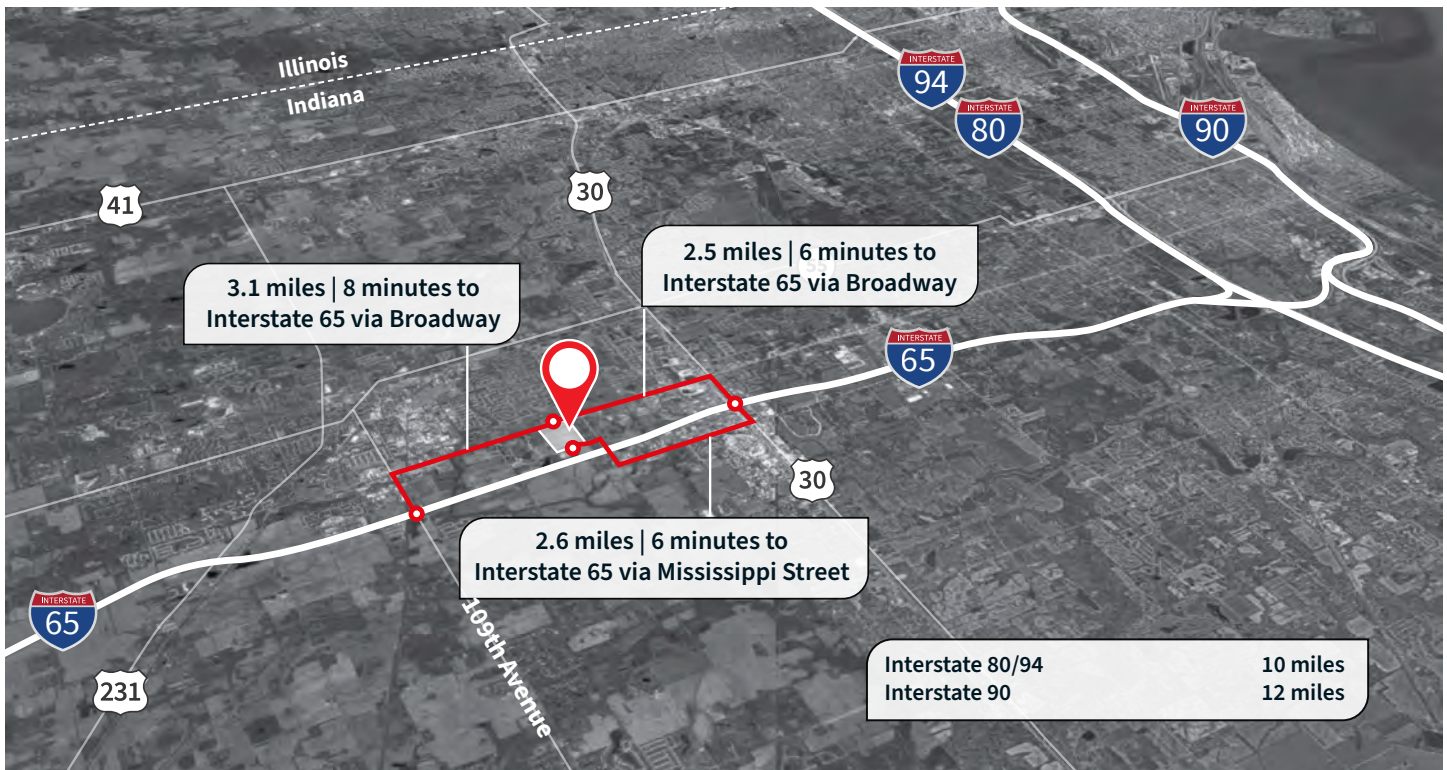 Illinois
Indiana
INTERSTATE
94
INTERSTATE
80
INTERSTATE
90
41
30
2.5 miles | 6 minutes to
Interstate 65 via Broadway
55
3.1 miles | 8 minutes to
Interstate 65 via Broadway
INTERSTATE
65
30
2.6 miles | 6 minutes to
Interstate 65 via Mississippi Street
INTERSTATE
65
109th Avenue
231
Interstate 80/94 10 miles
Interstate 90 12 miles